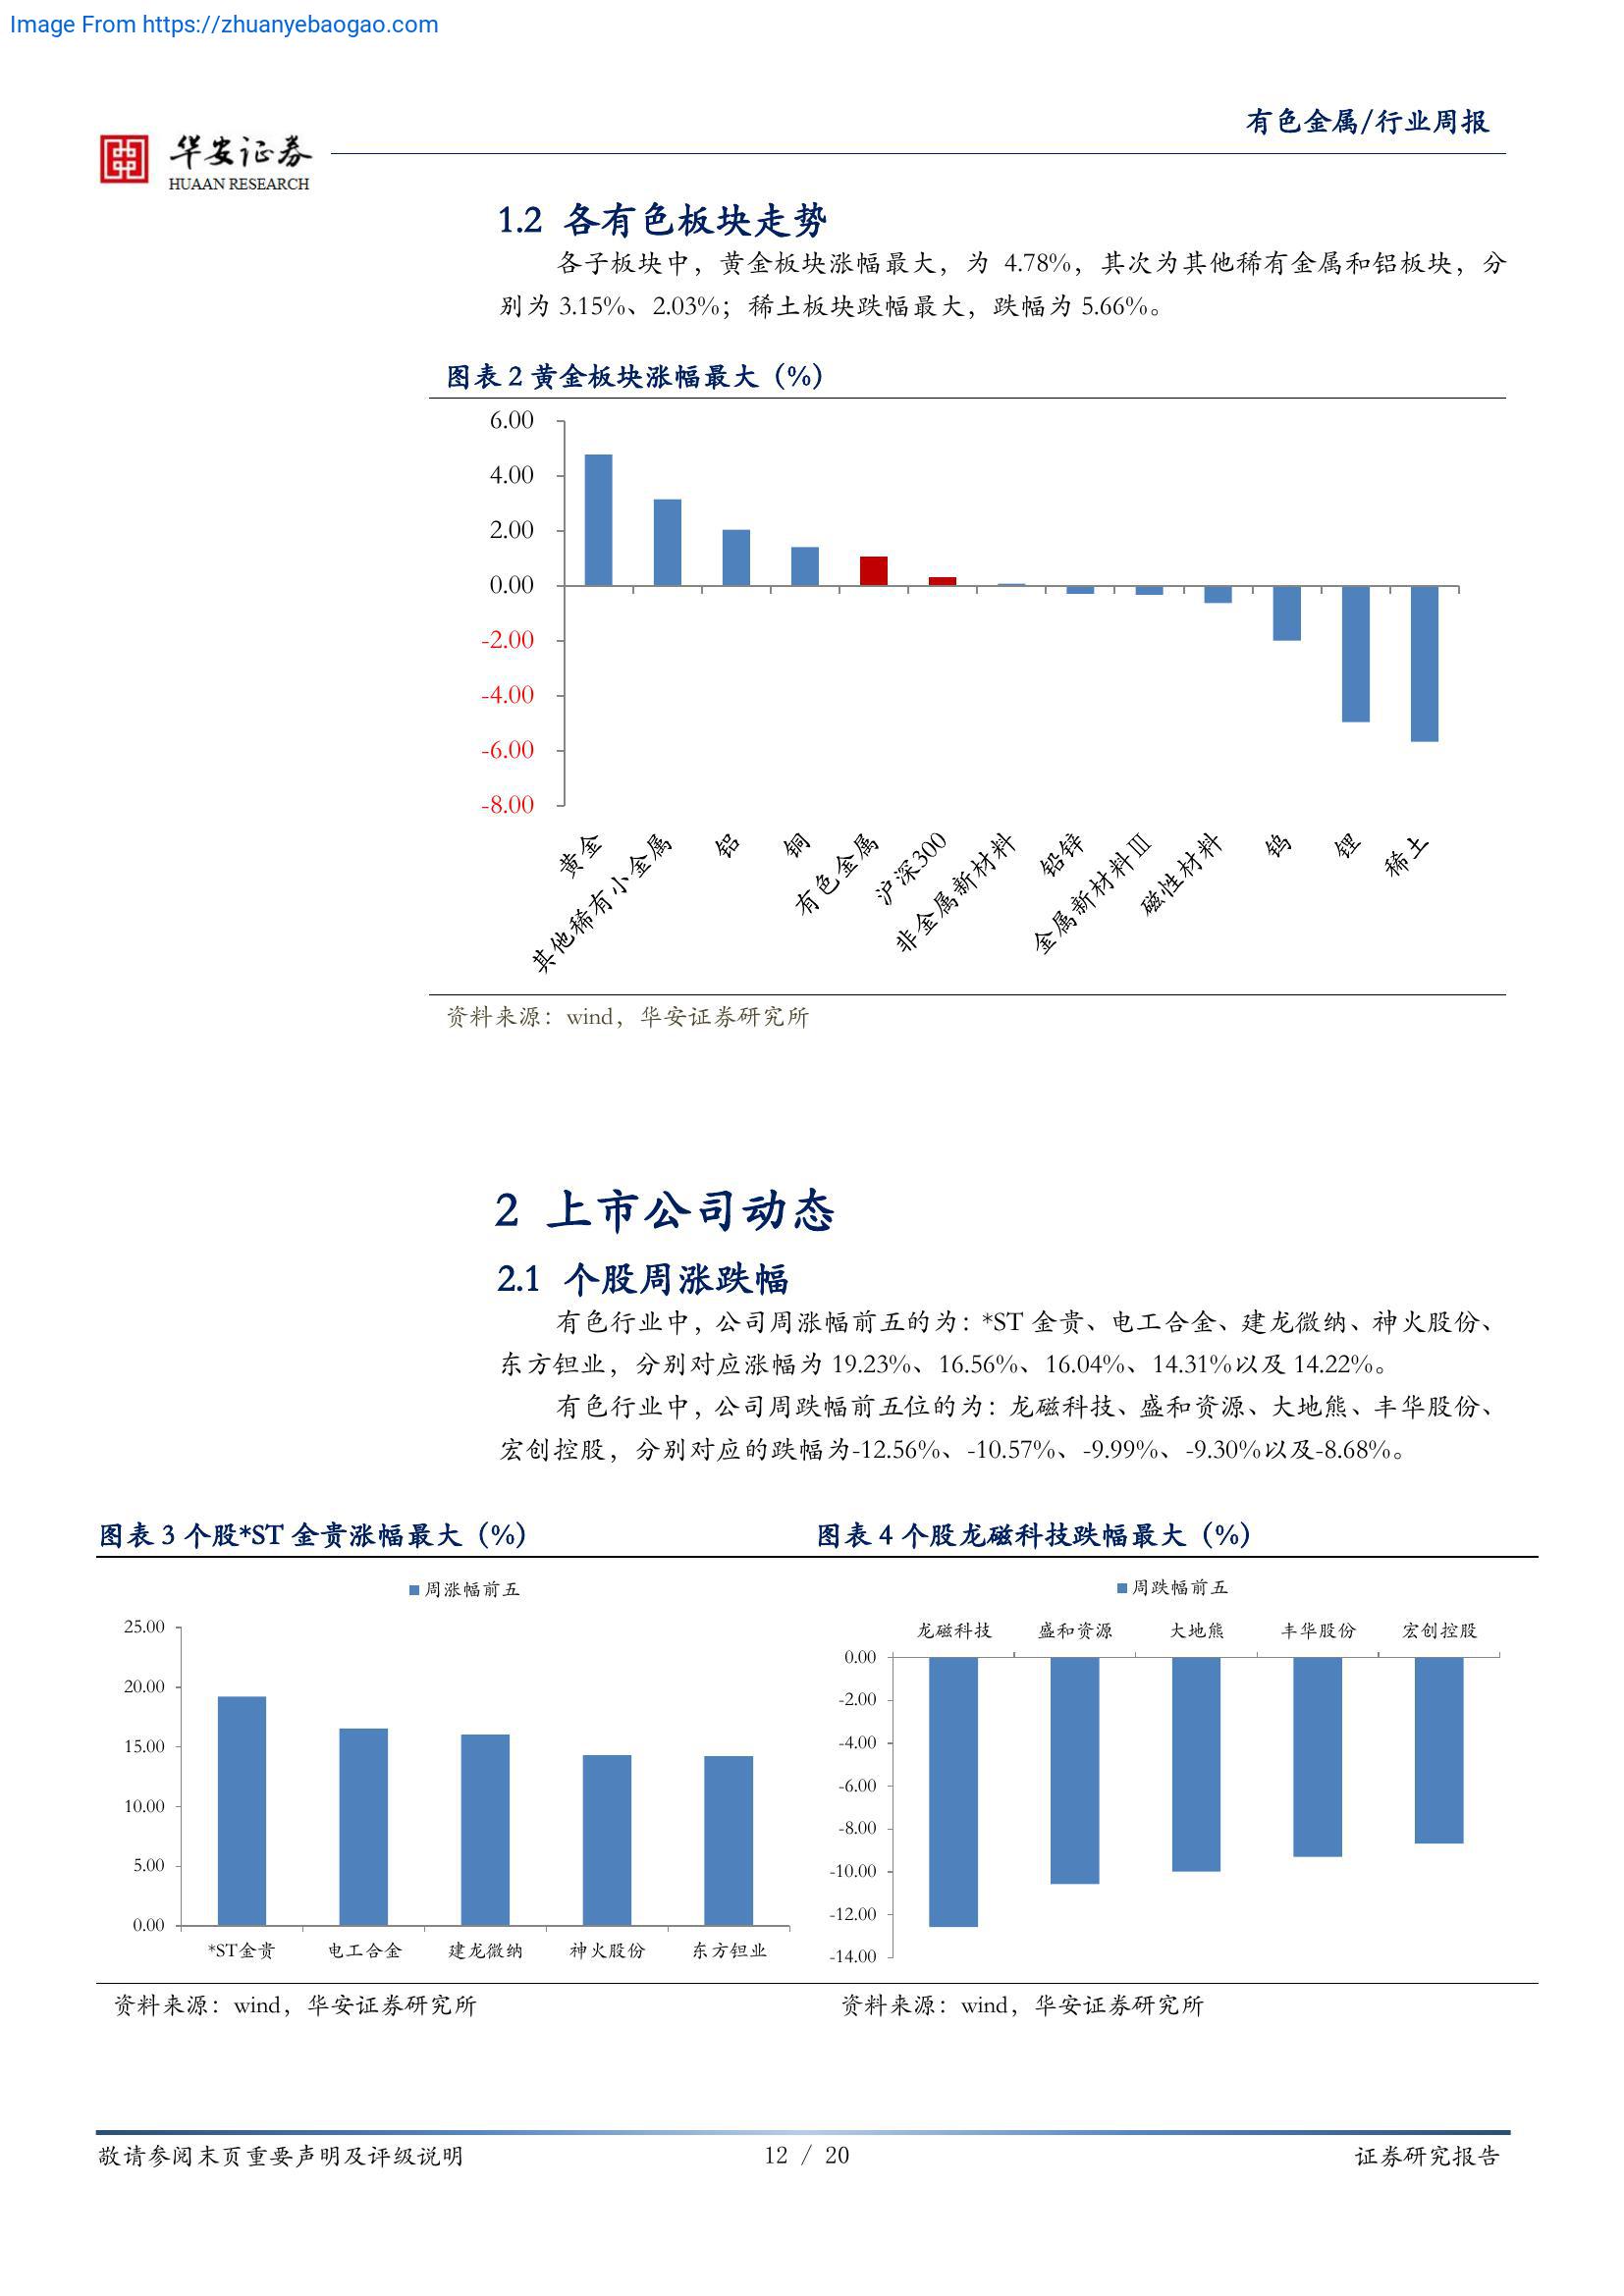 Image From https://zhuanyebaogao.com
有色金属/行业周报
华安证券
HUAAN RESEARCH
1.2 各有色板块走势
各子板块中，黄金板块涨幅最大，为 4.78%，其次为其他稀有金属和铝板块，分
别为 3.15%、2.03%；稀土板块跌幅最大，跌幅为 5.66%。
图表 2 黄金板块涨幅最大（%）
6.00
4.00
2.00
0.00
-2.00
-4.00
-6.00
-8.00
黄金
其他稀有小金属
铝
铜
有色金属
沪深300
非金属新材料
铅锌
金属新材料Ⅲ
磁性材料
钨
锂
稀土
资料来源：wind，华安证券研究所
2 上市公司动态
2.1 个股周涨跌幅
有色行业中，公司周涨幅前五的为：*ST 金贵、电工合金、建龙微纳、神火股份、
东方钽业，分别对应涨幅为 19.23%、16.56%、16.04%、14.31%以及 14.22%。
有色行业中，公司周跌幅前五位的为：龙磁科技、盛和资源、大地熊、丰华股份、
宏创控股，分别对应的跌幅为-12.56%、-10.57%、-9.99%、-9.30%以及-8.68%。
图表 3 个股*ST 金贵涨幅最大（%）
周涨幅前五
25.00
20.00
15.00
10.00
5.00
0.00
*ST金贵 电工合金 建龙微纳 神火股份 东方钽业
资料来源：wind，华安证券研究所
图表 4 个股龙磁科技跌幅最大（%）
周跌幅前五
龙磁科技 盛和资源 大地熊 丰华股份 宏创控股
0.00
-2.00
-4.00
-6.00
-8.00
-10.00
-12.00
-14.00
资料来源：wind，华安证券研究所
敬请参阅末页重要声明及评级说明 12 / 20 证券研究报告